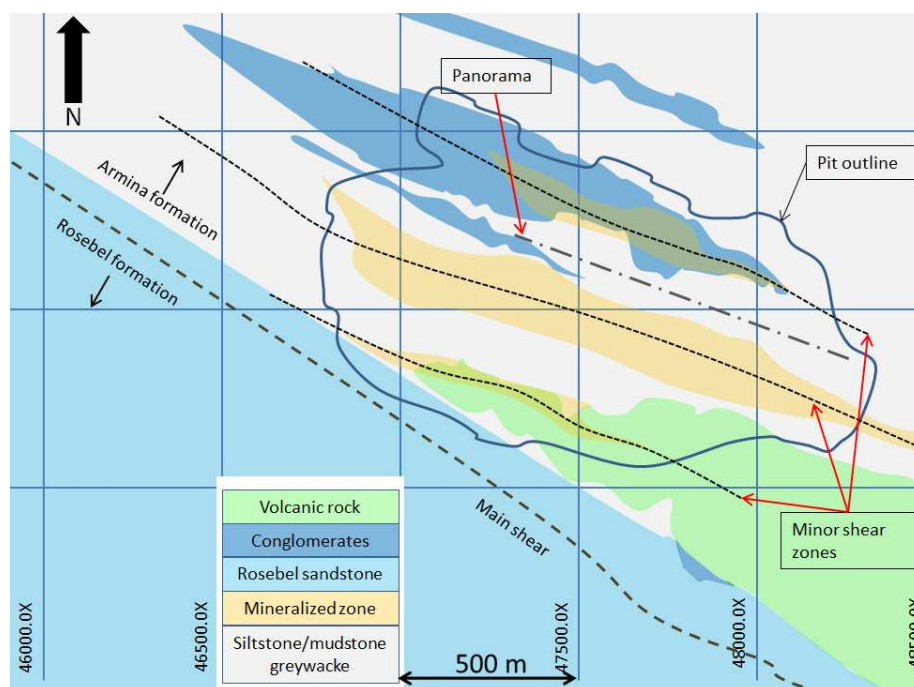 Panorama
N
Pit outline
Armina formation
Rosebel formation
Main shear
Minor shear
zones
Volcanic rock
Conglomerates
Rosebel sandstone
Mineralized zone
Siltstone/mudstone
greywacke
500 m
46000.0X
46500.0X
47500.0X
48000.0X